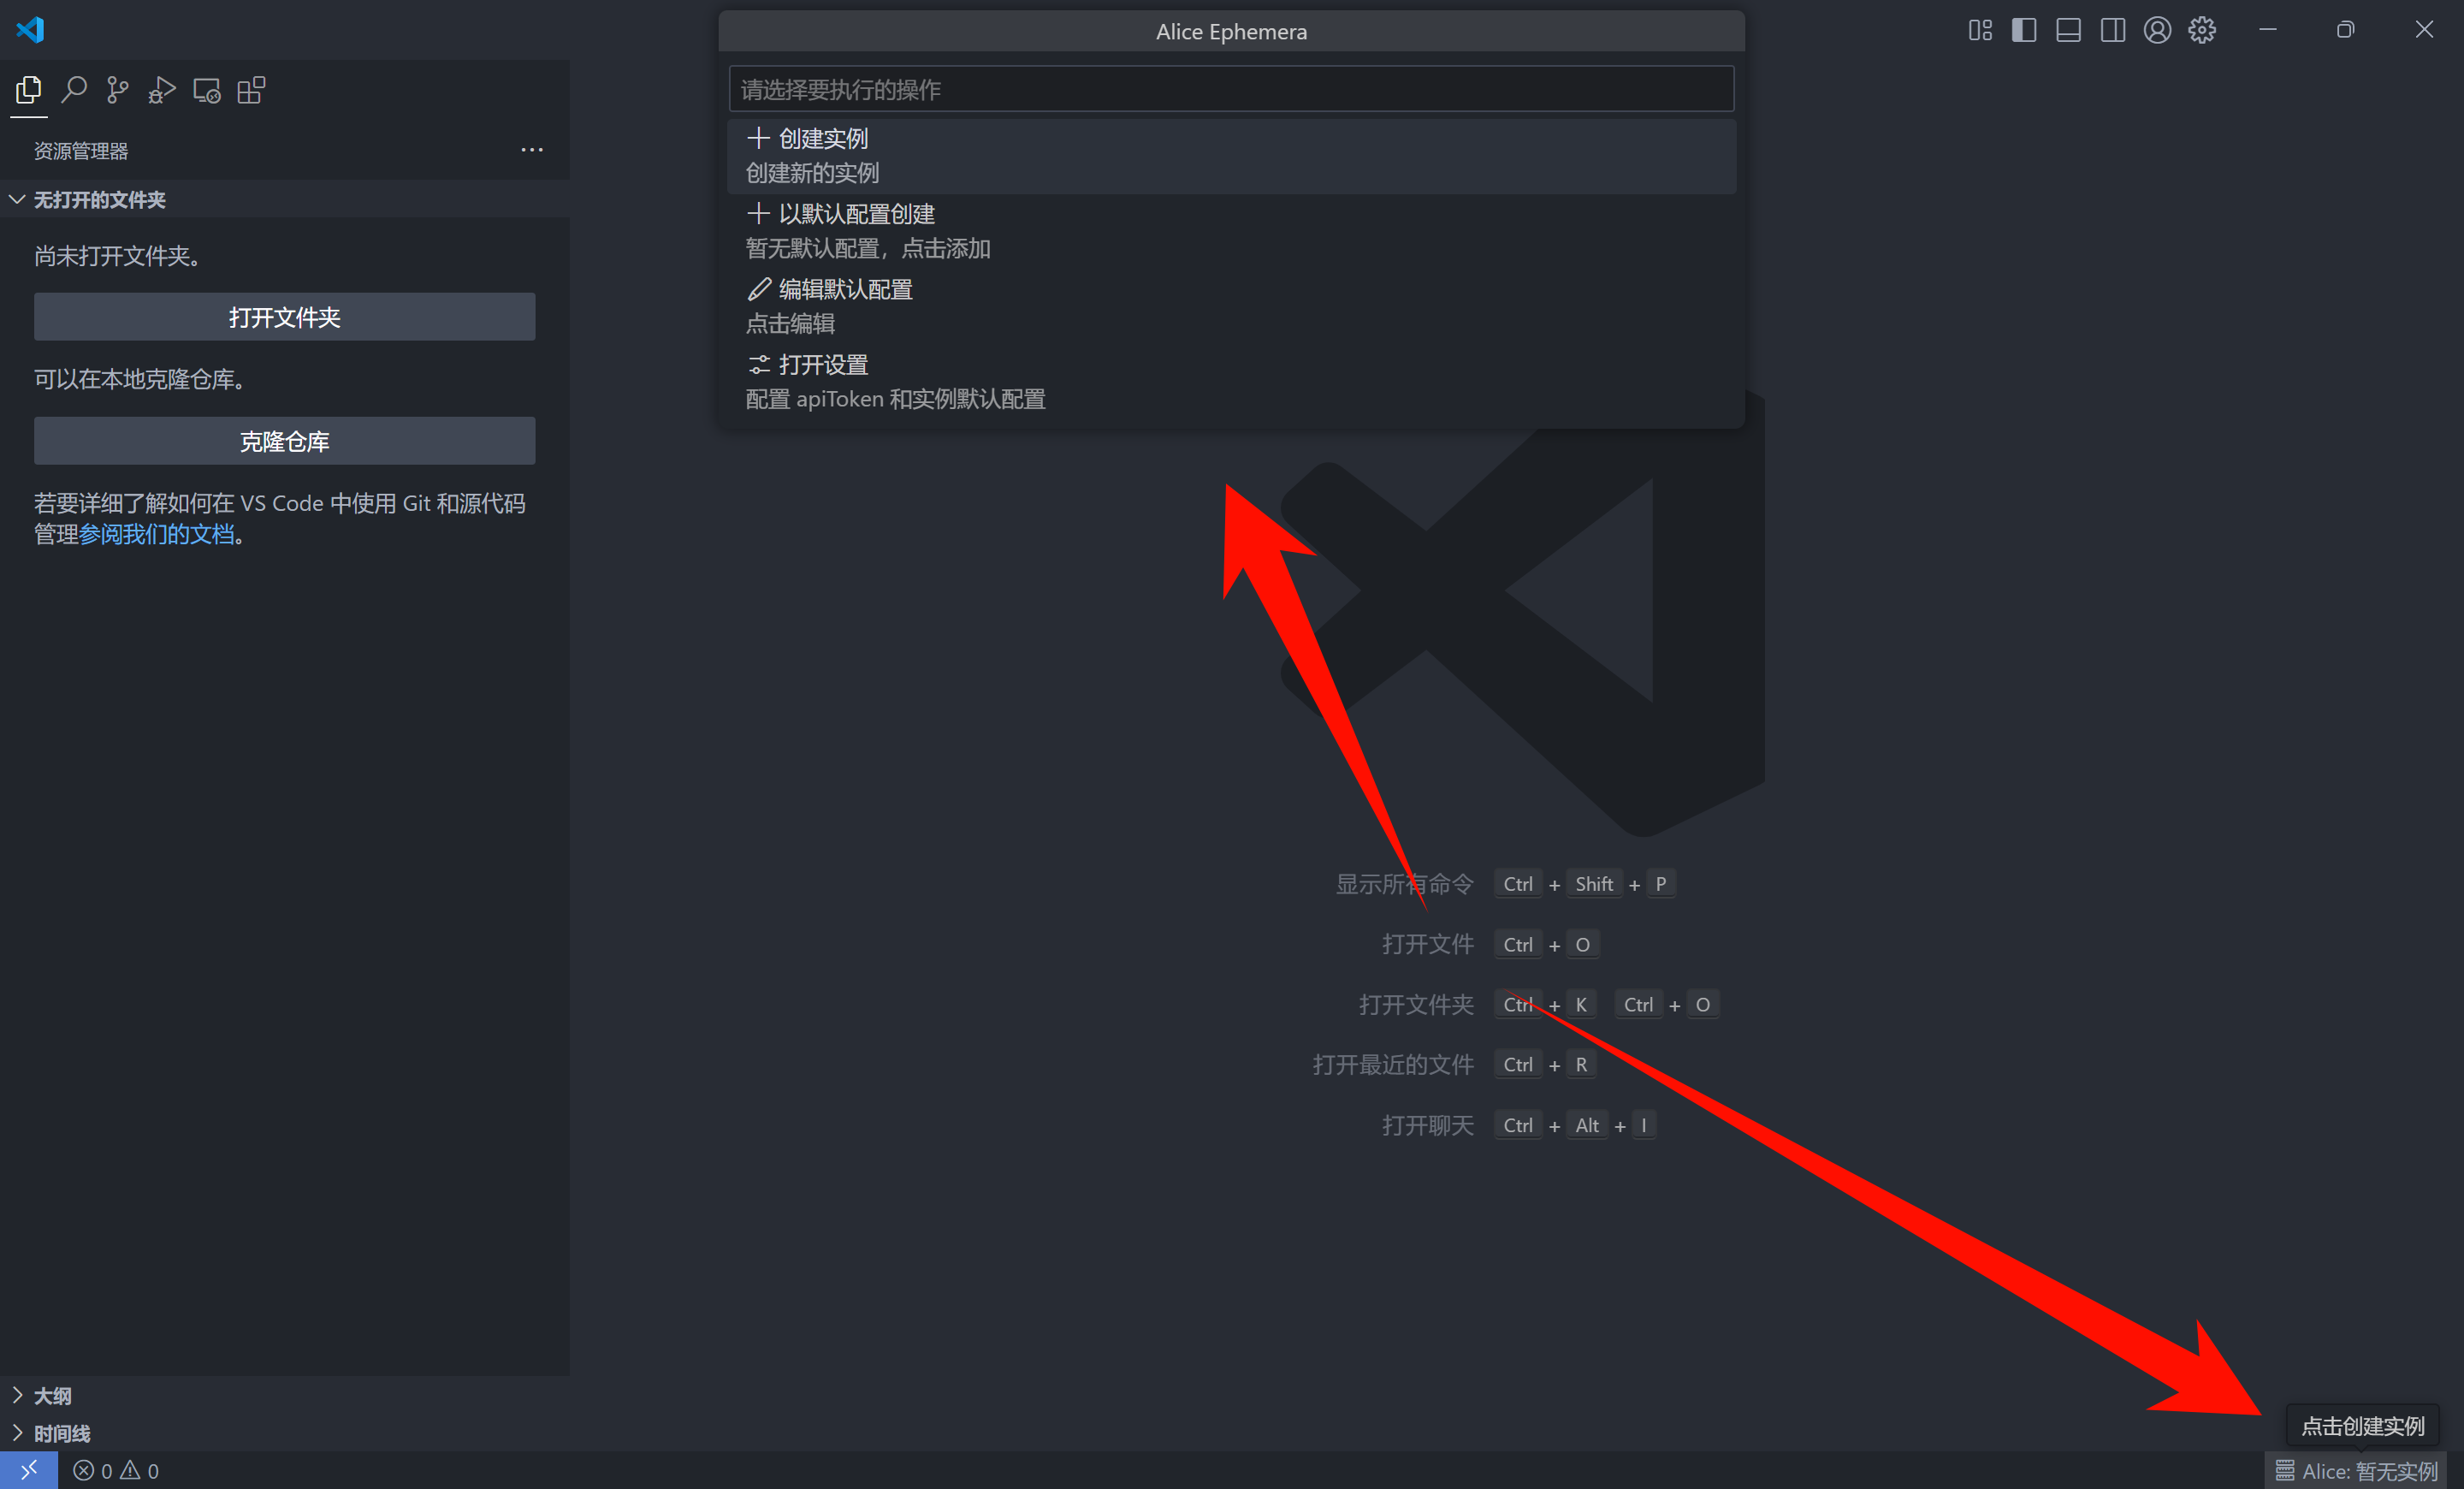 Alice Ephemera
请选择要执行的操作
创建实例
创建新的实例
以默认配置创建
暂无默认配置，点击添加
编辑默认配置
点击编辑
打开设置
配置 apiToken 和实例默认配置
资源管理器
无打开的文件夹
尚未打开文件夹。
打开文件夹
可以在本地克隆仓库。
克隆仓库
若要详细了解如何在 VS Code 中使用 Git 和源代码
管理参阅我们的文档。
显示所有命令 Ctrl + Shift + P
打开文件 Ctrl + O
打开文件夹 Ctrl + K Ctrl + O
打开最近的文件 Ctrl + R
打开聊天 Ctrl + Alt + I
大纲
时间线
点击创建实例
0 0
Alice: 暂无实例